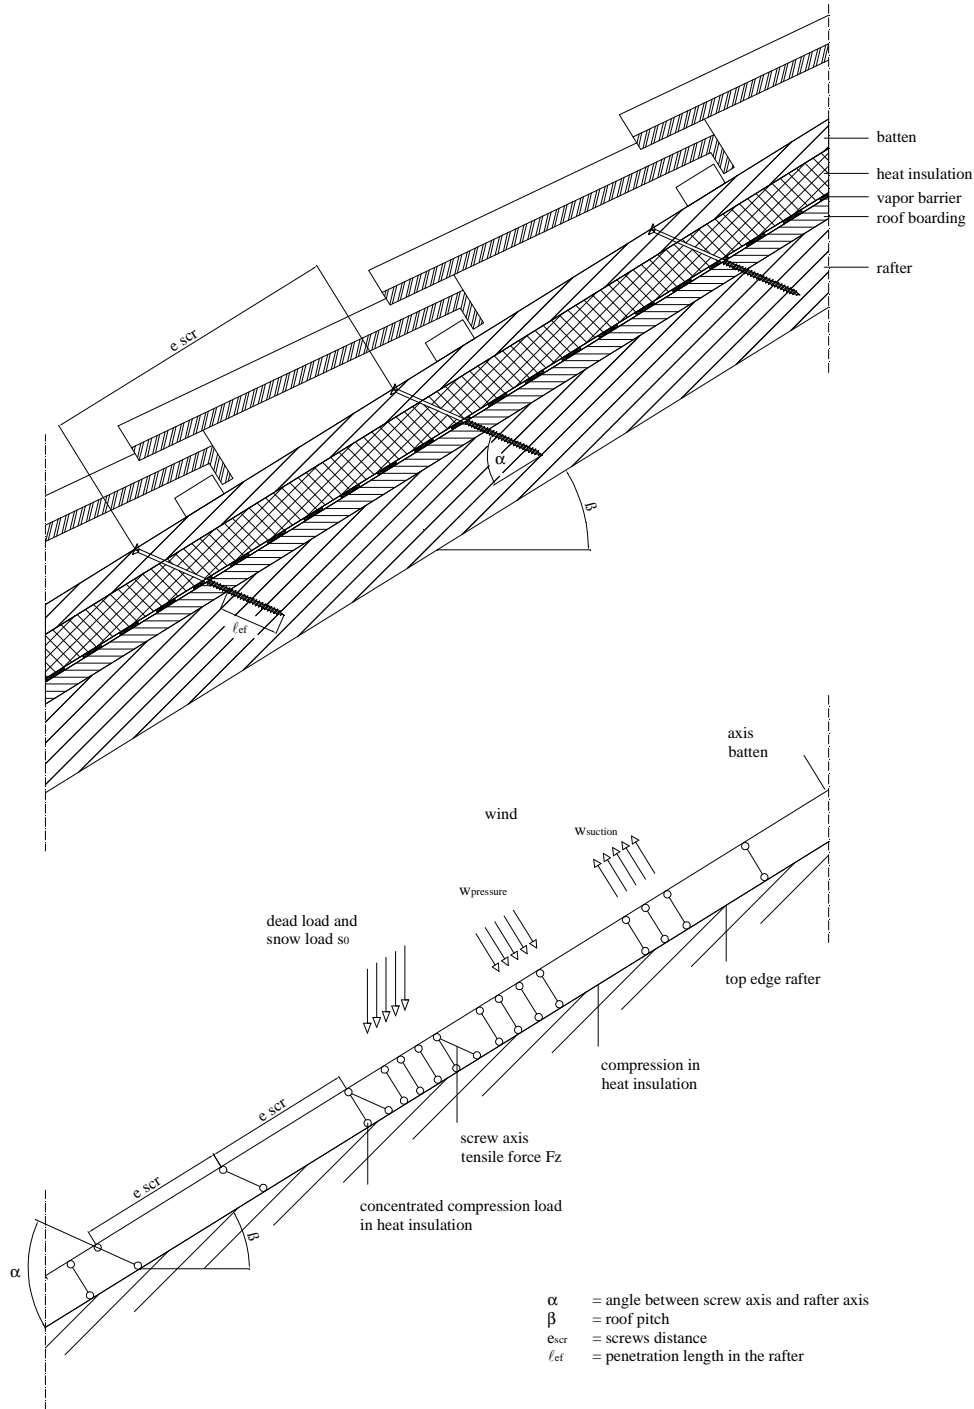 batten
heat insulation
vapor barrier
roof boarding
rafter
e scr
α
β
ℓef
axis
batten
wind
wsuction
wpressure
dead load and
snow load s0
top edge rafter
compression in
heat insulation
e scr
screw axis
tensile force Fz
e scr
concentrated compression load
in heat insulation
β
α
α = angle between screw axis and rafter axis
β = roof pitch
escr = screws distance
ℓef = penetration length in the rafter